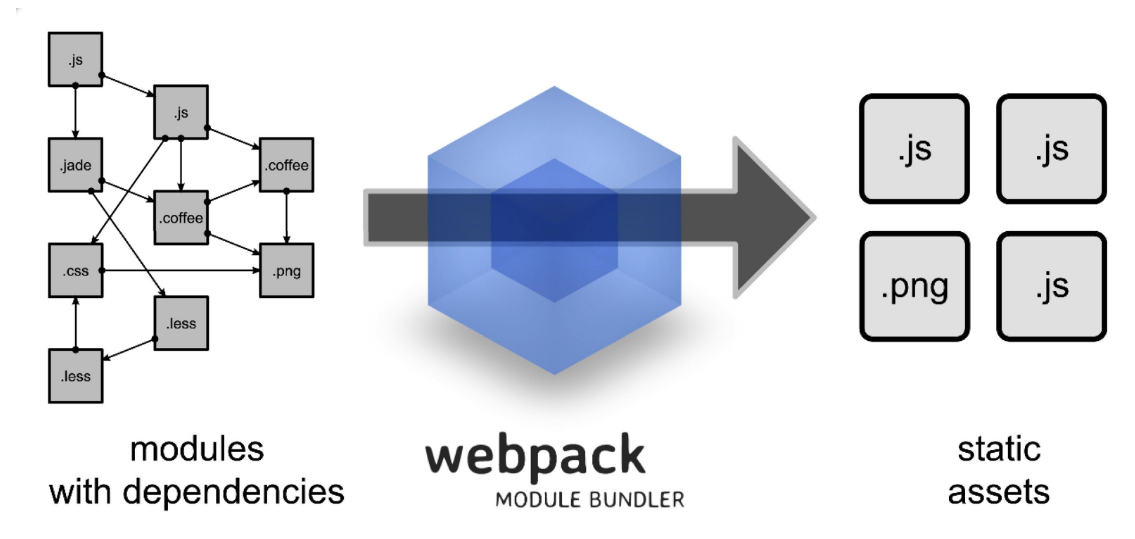 .js
.js
.jade
.coffee
.coffee
.css
.png
.less
.less
modules
with dependencies
webpack
MODULE BUNDLER
.js
.js
.png
.js
static
assets